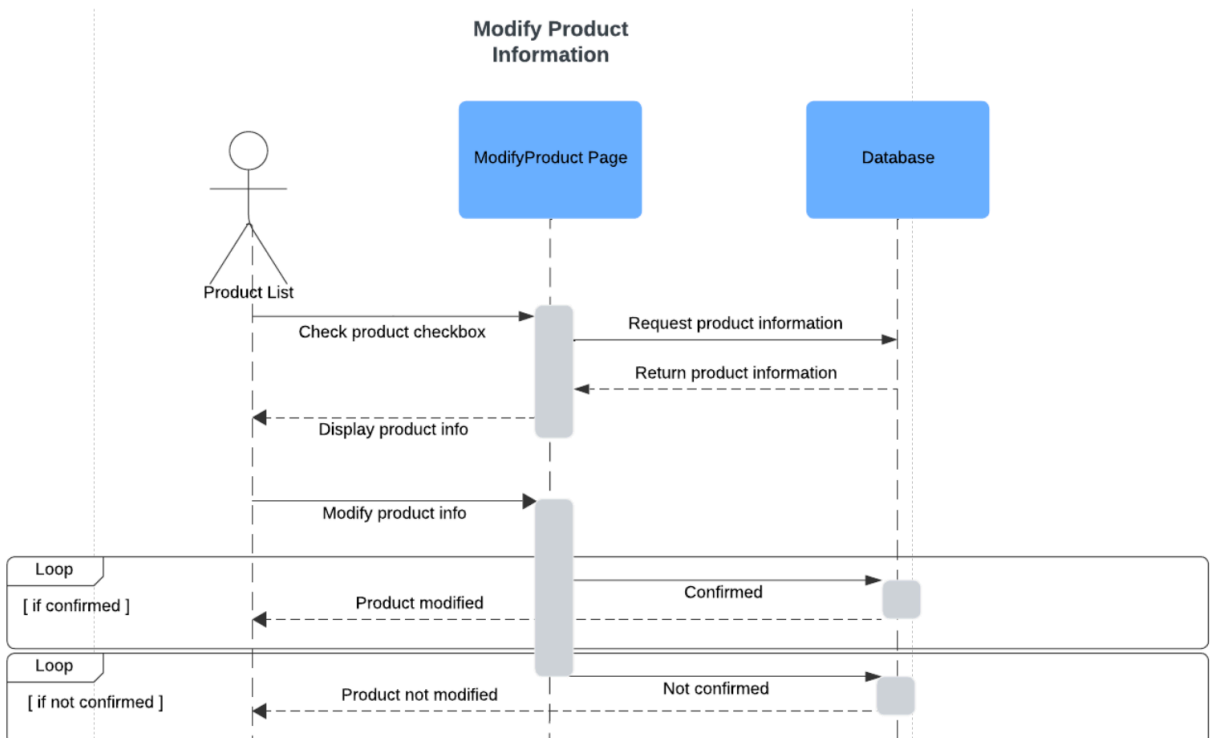 Modify Product
Information
ModifyProduct Page
Database
Product List
Check product checkbox
Request product information
Return product information
Display product info
Modify product info
Loop
[ if confirmed ]
Confirmed
Product modified
Loop
[ if not confirmed ]
Not confirmed
Product not modified